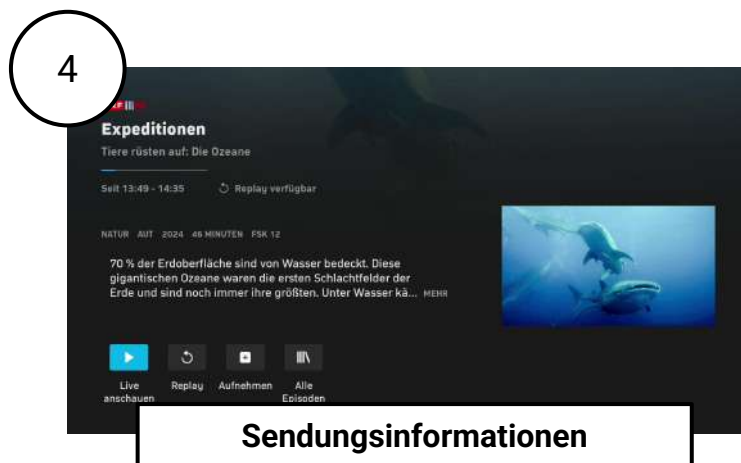 4
Expeditionen
Tiere rüsten auf: Die Ozeane
Seit 13:49 - 14:35 Replay verfügbar
NATUR AUT 2024 46 MINUTEN FSK 12
70 % der Erdoberfläche sind von Wasser bedeckt. Diese
gigantischen Ozeane waren die ersten Schlachtfelder der
Erde und sind noch immer ihre größten. Unter Wasser kä... MEHR
Live anschauen
Replay
Aufnehmen
Alle Episoden
Sendungsinformationen